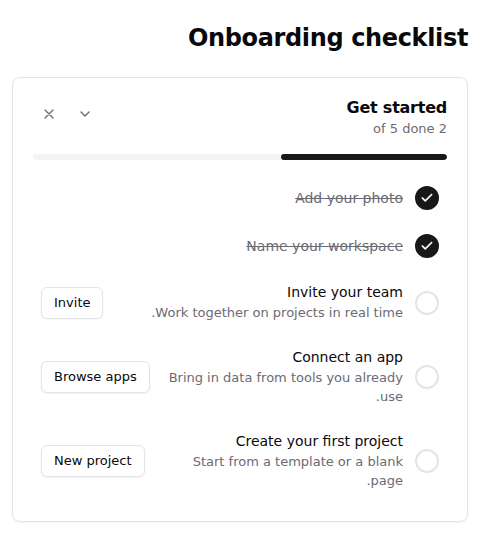 Onboarding checklist
Get started
of 5 done 2
Add your photo
Name your workspace
Invite your team
.Work together on projects in real time
Invite
Connect an app
Bring in data from tools you already
.use
Browse apps
Create your first project
Start from a template or a blank
.page
New project